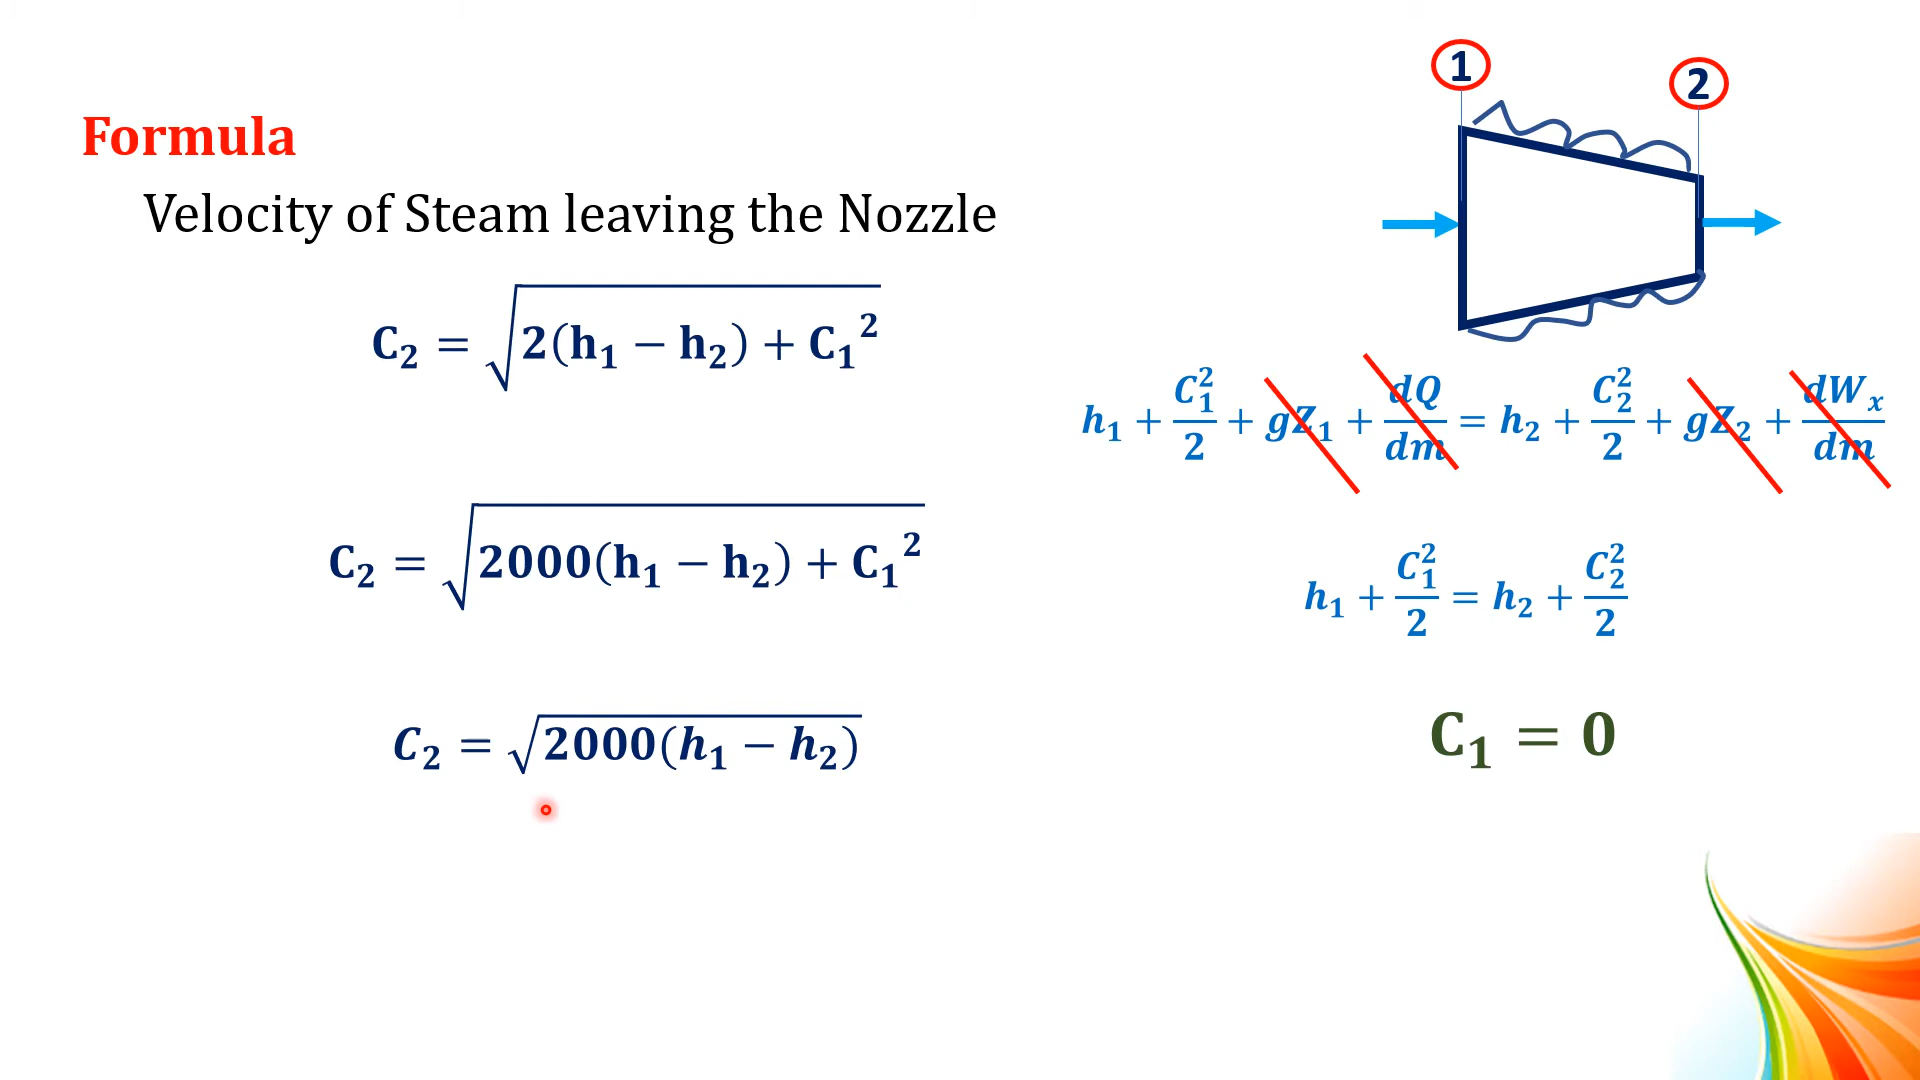 Formula
Velocity of Steam leaving the Nozzle
C₂ = √(2(h₁ − h₂) + C₁²)
C₂ = √(2000(h₁ − h₂) + C₁²)
C₂ = √(2000(h₁ − h₂))
1
2
h₁ + C₁²/2 + gZ₁ + dQ/dm = h₂ + C₂²/2 + gZ₂ + dWₓ/dm
h₁ + C₁²/2 = h₂ + C₂²/2
C₁ = 0